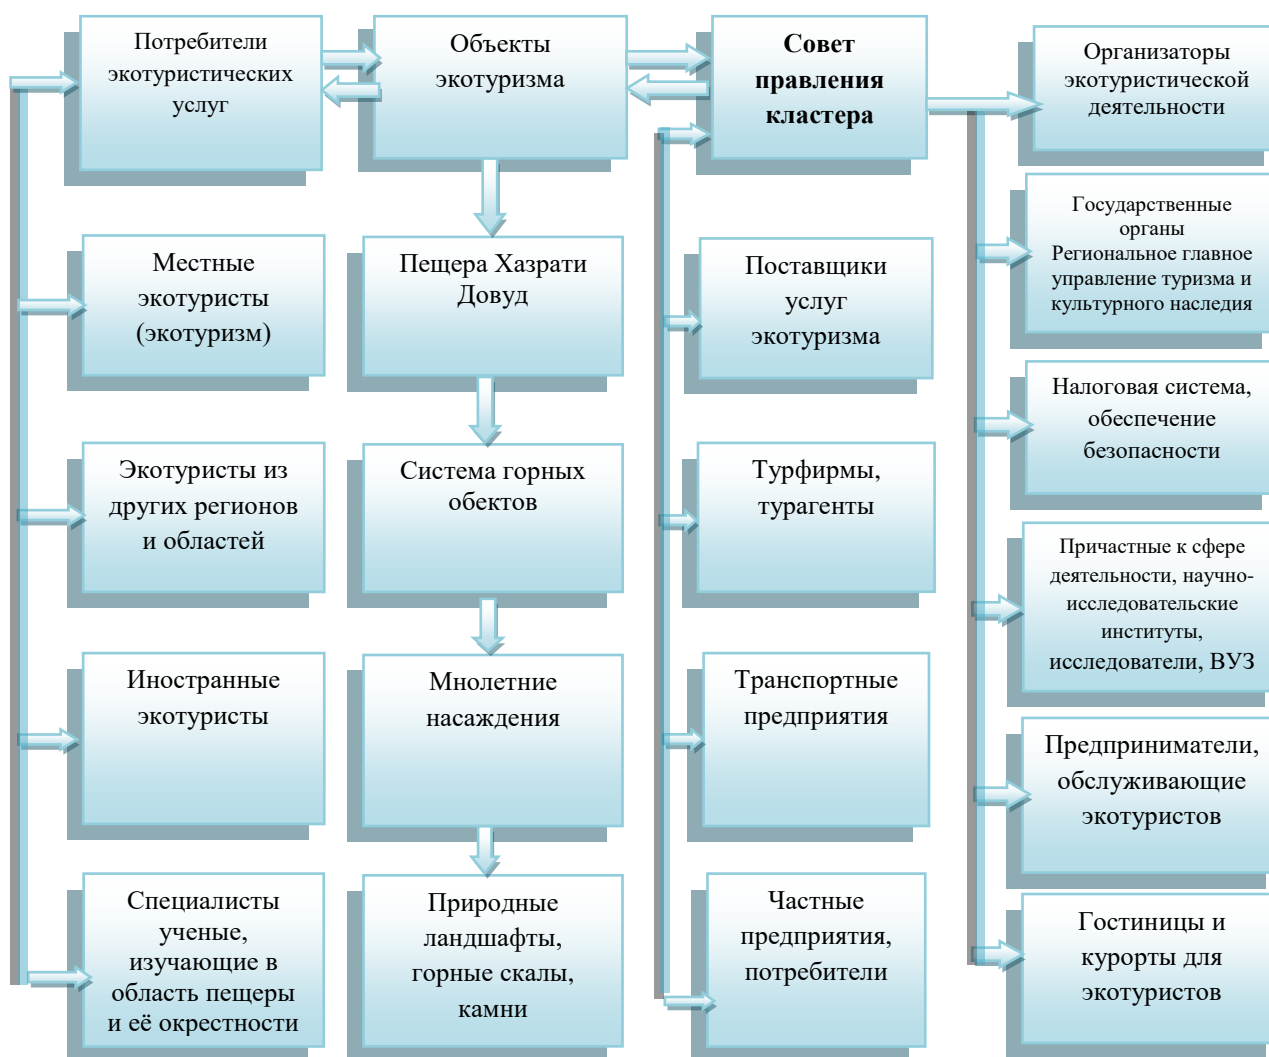 Потребители
экотуристических
услуг
Местные
экотуристы
(экотуризм)
Экотуристы из
других регионов
и областей
Иностранные
экотуристы
Специалисты
ученые,
изучающие в
область пещеры
и её окрестности
Объекты
экотуризма
Пещера Хазрати
Довуд
Система горных
обектов
Мнолетние
насаждения
Природные
ландшафты,
горные скалы,
камни
Совет
правления
кластера
Поставщики
услуг
экотуризма
Турфирмы,
турагенты
Транспортные
предприятия
Частные
предприятия,
потребители
Организаторы
экотуристической
деятельности
Государственные
органы
Региональное главное
управление туризма и
культурного наследия
Налоговая система,
обеспечение
безопасности
Причастные к сфере
деятельности, научно-
исследовательские
институты,
исследователи, ВУЗ
Предприниматели,
обслуживающие
экотуристов
Гостиницы и
курорты для
экотуристов